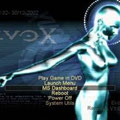 evox
Play Game in DVD
Launch Menu
MS Dashboard
Reboot
Power Off
System Utils